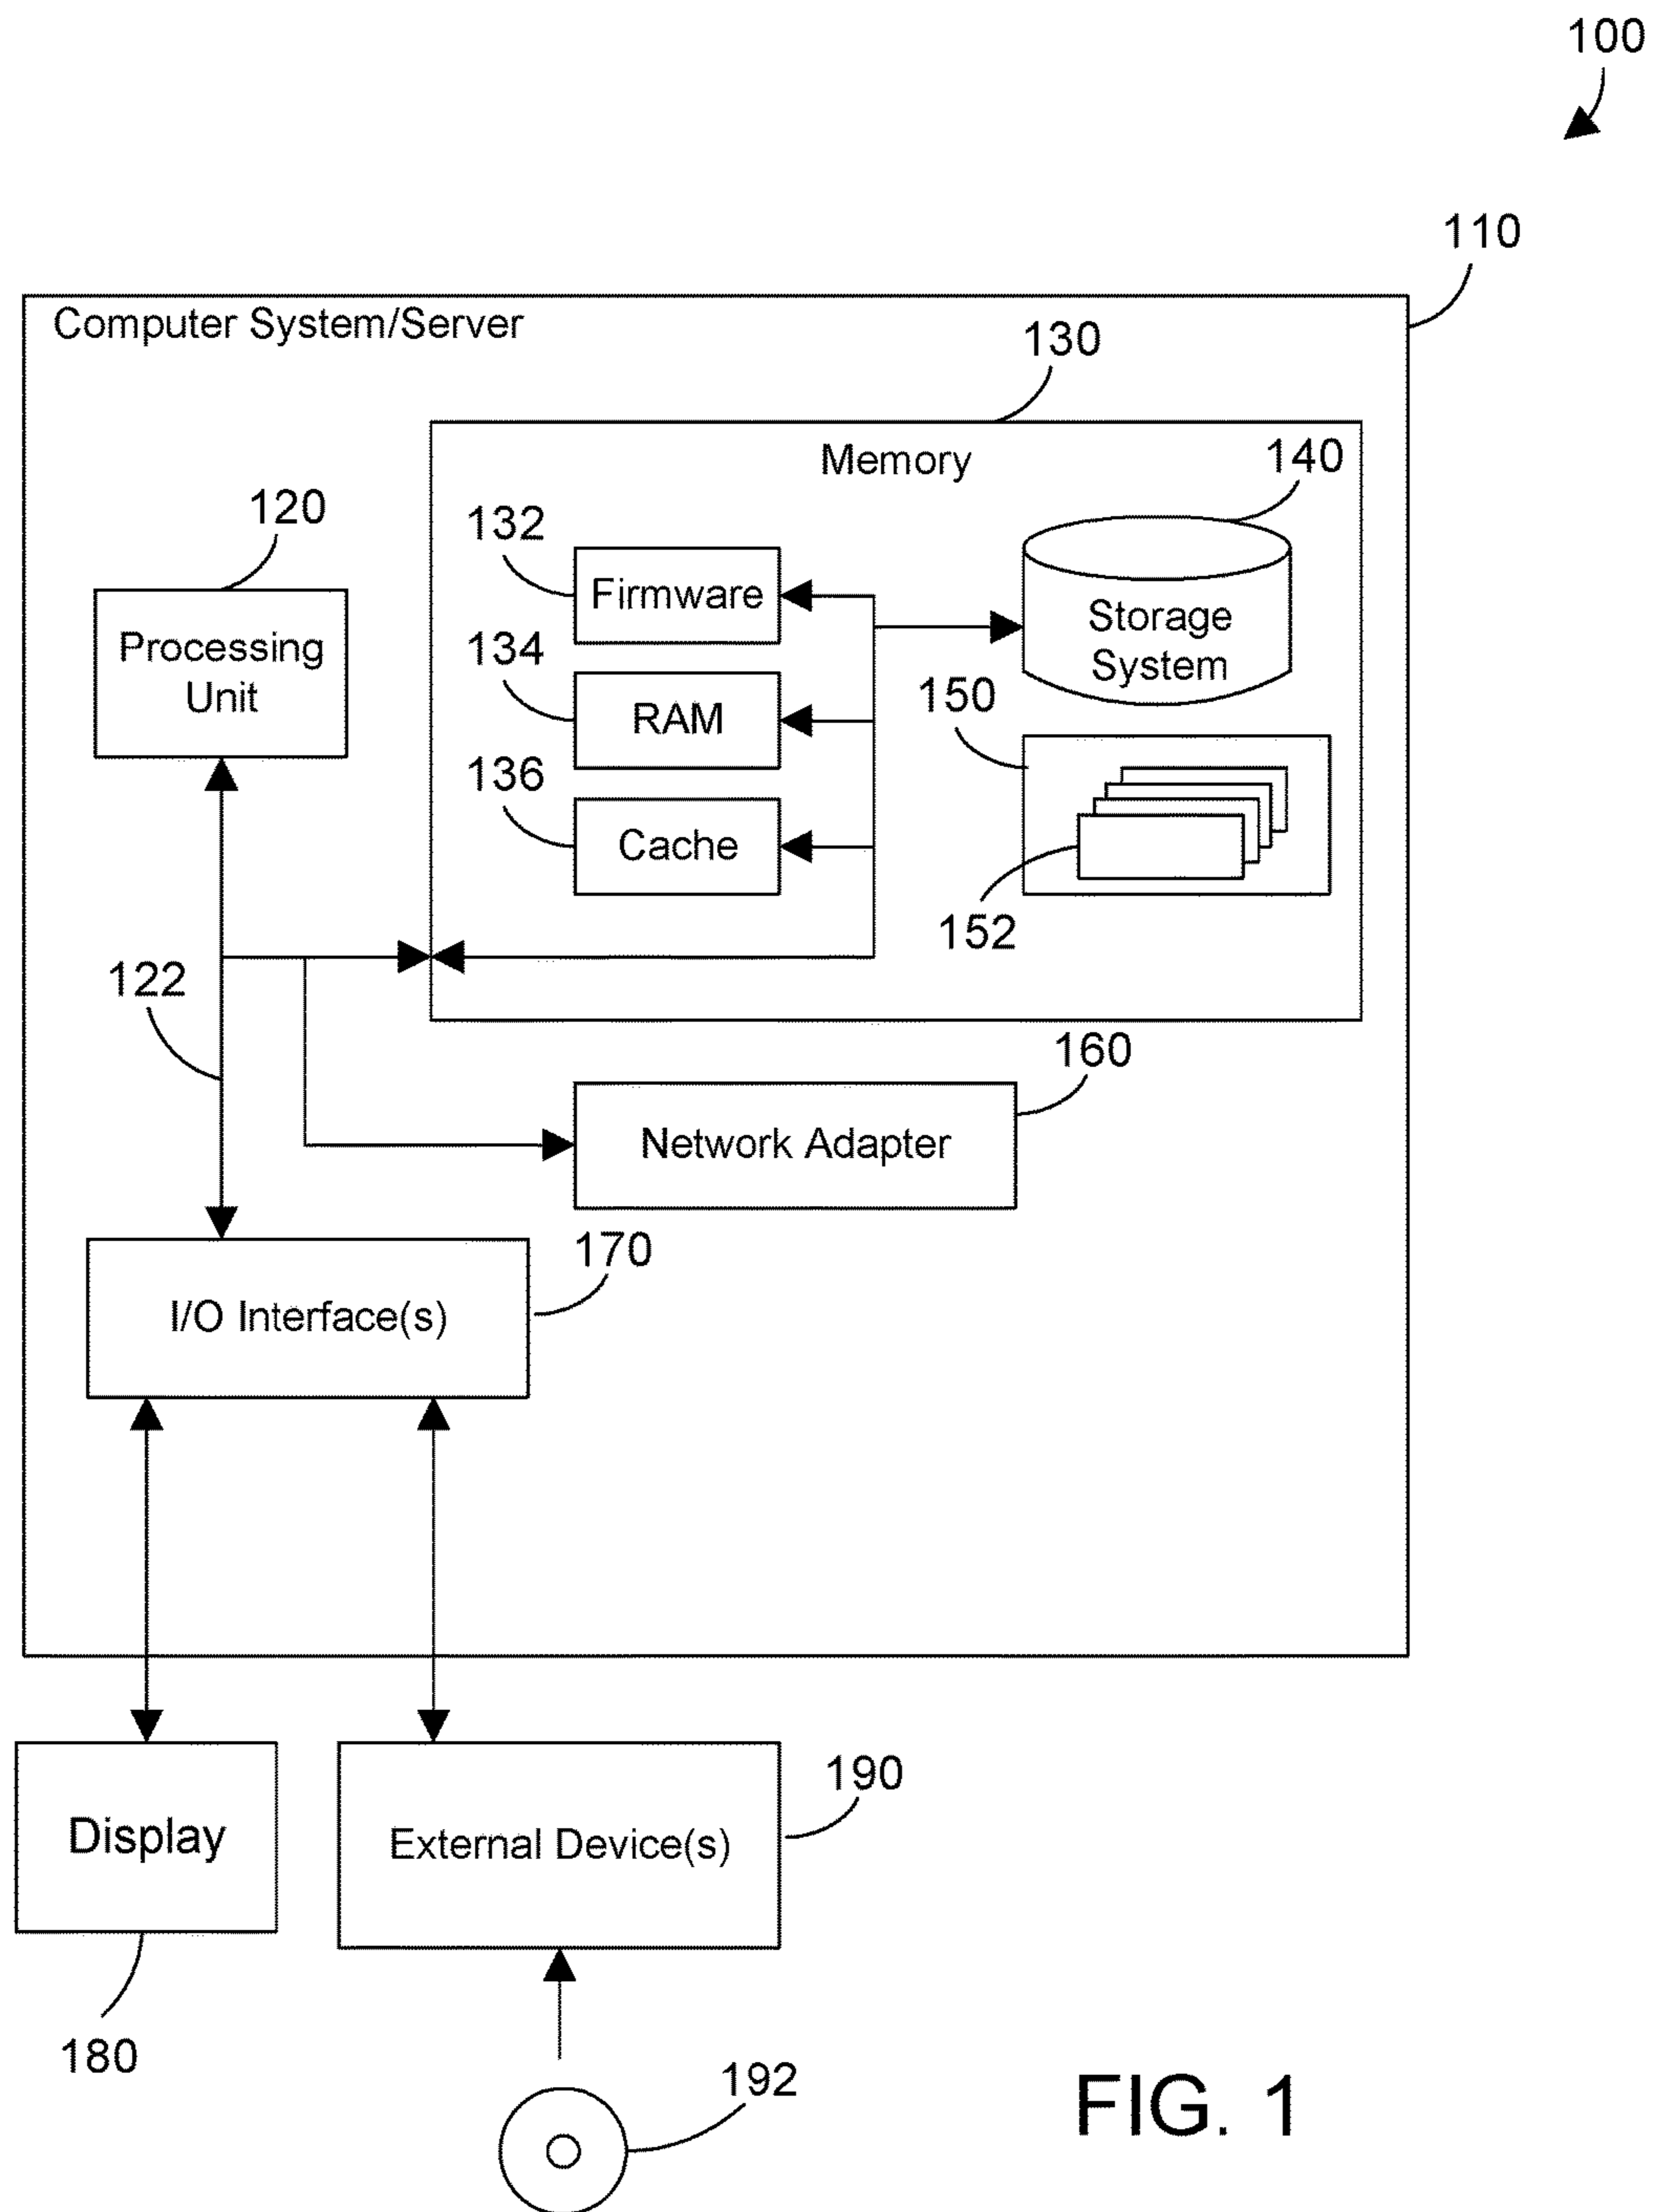 100
110
Computer System/Server
130
Memory
140
120
132
Firmware
Storage
System
Processing
Unit
134
RAM
150
136
Cache
152
122
160
Network Adapter
170
I/O Interface(s)
190
Display
External Device(s)
180
192
FIG. 1